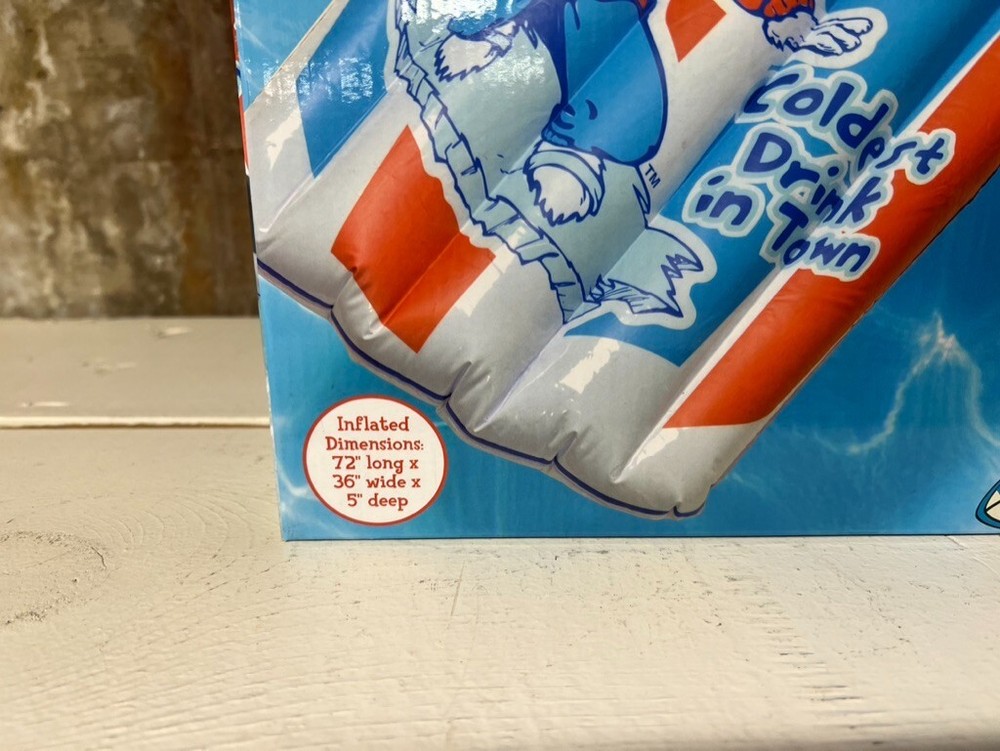 TM
Coldest
Drink
in Town
Inflated
Dimensions:
72" long x
36" wide x
5" deep